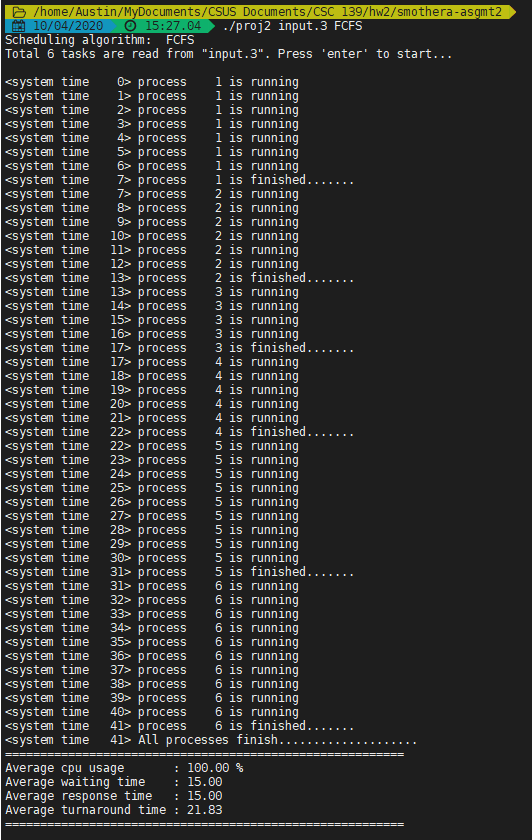 /home/Austin/MyDocuments/CSUS Documents/CSC 139/hw2/smothera-asgmt2
10/04/2020 15:27.04 ./proj2 input.3 FCFS
Scheduling algorithm:  FCFS
Total 6 tasks are read from "input.3". Press 'enter' to start...

<system time    0> process    1 is running
<system time    1> process    1 is running
<system time    2> process    1 is running
<system time    3> process    1 is running
<system time    4> process    1 is running
<system time    5> process    1 is running
<system time    6> process    1 is running
<system time    7> process    1 is finished.......
<system time    7> process    2 is running
<system time    8> process    2 is running
<system time    9> process    2 is running
<system time   10> process    2 is running
<system time   11> process    2 is running
<system time   12> process    2 is running
<system time   13> process    2 is finished.......
<system time   13> process    3 is running
<system time   14> process    3 is running
<system time   15> process    3 is running
<system time   16> process    3 is running
<system time   17> process    3 is finished.......
<system time   17> process    4 is running
<system time   18> process    4 is running
<system time   19> process    4 is running
<system time   20> process    4 is running
<system time   21> process    4 is running
<system time   22> process    4 is finished.......
<system time   22> process    5 is running
<system time   23> process    5 is running
<system time   24> process    5 is running
<system time   25> process    5 is running
<system time   26> process    5 is running
<system time   27> process    5 is running
<system time   28> process    5 is running
<system time   29> process    5 is running
<system time   30> process    5 is running
<system time   31> process    5 is finished.......
<system time   31> process    6 is running
<system time   32> process    6 is running
<system time   33> process    6 is running
<system time   34> process    6 is running
<system time   35> process    6 is running
<system time   36> process    6 is running
<system time   37> process    6 is running
<system time   38> process    6 is running
<system time   39> process    6 is running
<system time   40> process    6 is running
<system time   41> process    6 is finished.......
<system time   41> All processes finish....................
=========================================================
Average cpu usage       : 100.00 %
Average waiting time    : 15.00
Average response time   : 15.00
Average turnaround time : 21.83
=========================================================